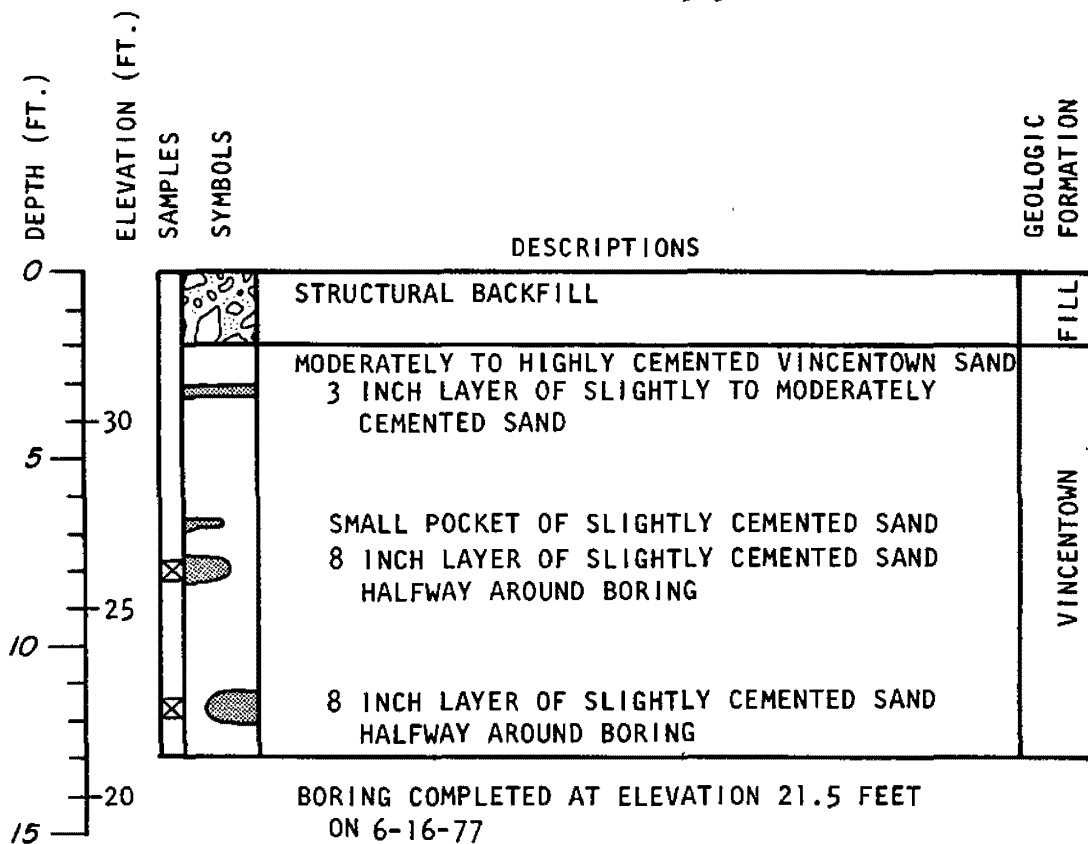 DEPTH (FT.)
ELEVATION (FT.)
SAMPLES
SYMBOLS
DESCRIPTIONS
GEOLOGIC
FORMATION
0
STRUCTURAL BACKFILL
FILL
MODERATELY TO HIGHLY CEMENTED VINCENTOWN SAND
3 INCH LAYER OF SLIGHTLY TO MODERATELY
CEMENTED SAND
30
5
SMALL POCKET OF SLIGHTLY CEMENTED SAND
8 INCH LAYER OF SLIGHTLY CEMENTED SAND
HALFWAY AROUND BORING
VINCENTOWN
25
10
8 INCH LAYER OF SLIGHTLY CEMENTED SAND
HALFWAY AROUND BORING
20
BORING COMPLETED AT ELEVATION 21.5 FEET
ON 6-16-77
15